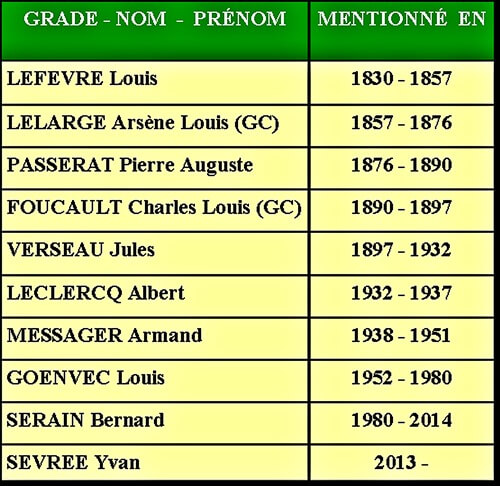 GRADE - NOM - PRÉNOM MENTIONNÉ EN
LEFEVRE Louis 1830 - 1857
LELARGE Arsène Louis (GC) 1857 - 1876
PASSERAT Pierre Auguste 1876 - 1890
FOUCAULT Charles Louis (GC) 1890 - 1897
VERSEAU Jules 1897 - 1932
LECLERCQ Albert 1932 - 1937
MESSAGER Armand 1938 - 1951
GOENVEC Louis 1952 - 1980
SERAIN Bernard 1980 - 2014
SEVREE Yvan 2013 -